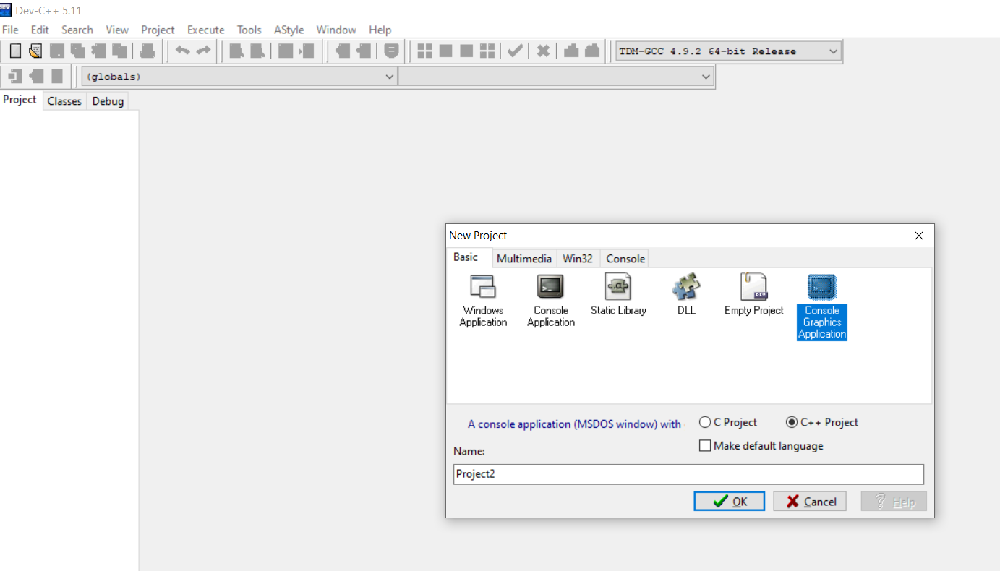 Dev-C++ 5.11
File Edit Search View Project Execute Tools AStyle Window Help
TDM-GCC 4.9.2 64-bit Release
(globals)
Project Classes Debug
New Project
Basic Multimedia Win32 Console
Windows Application
Console Application
Static Library
DLL
Empty Project
Console Graphics Application
A console application (MSDOS window) with
C Project C++ Project
Make default language
Name:
Project2
OK Cancel Help